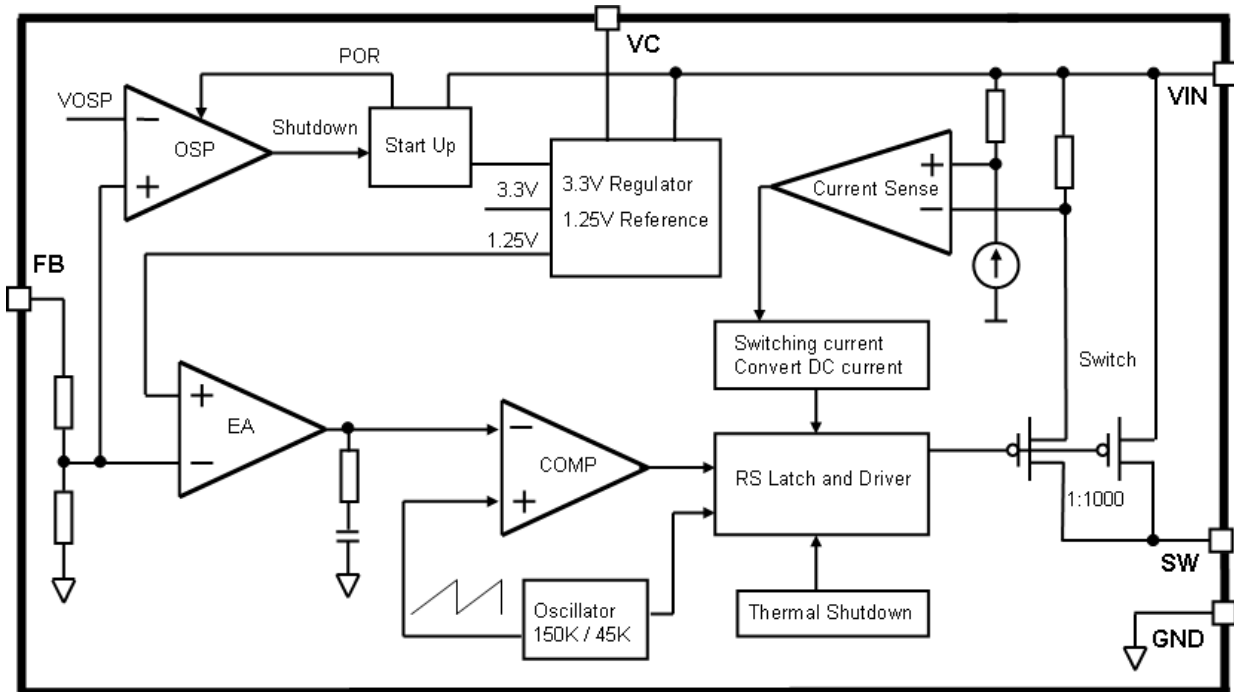 VC
POR
VIN
VOSP
−
OSP
+
Shutdown
Start Up
3.3V Regulator
1.25V Reference
3.3V
1.25V
+
Current Sense
−
FB
Switching current
Convert DC current
Switch
+
EA
−
−
COMP
+
RS Latch and Driver
1:1000
SW
Oscillator
150K / 45K
Thermal Shutdown
GND